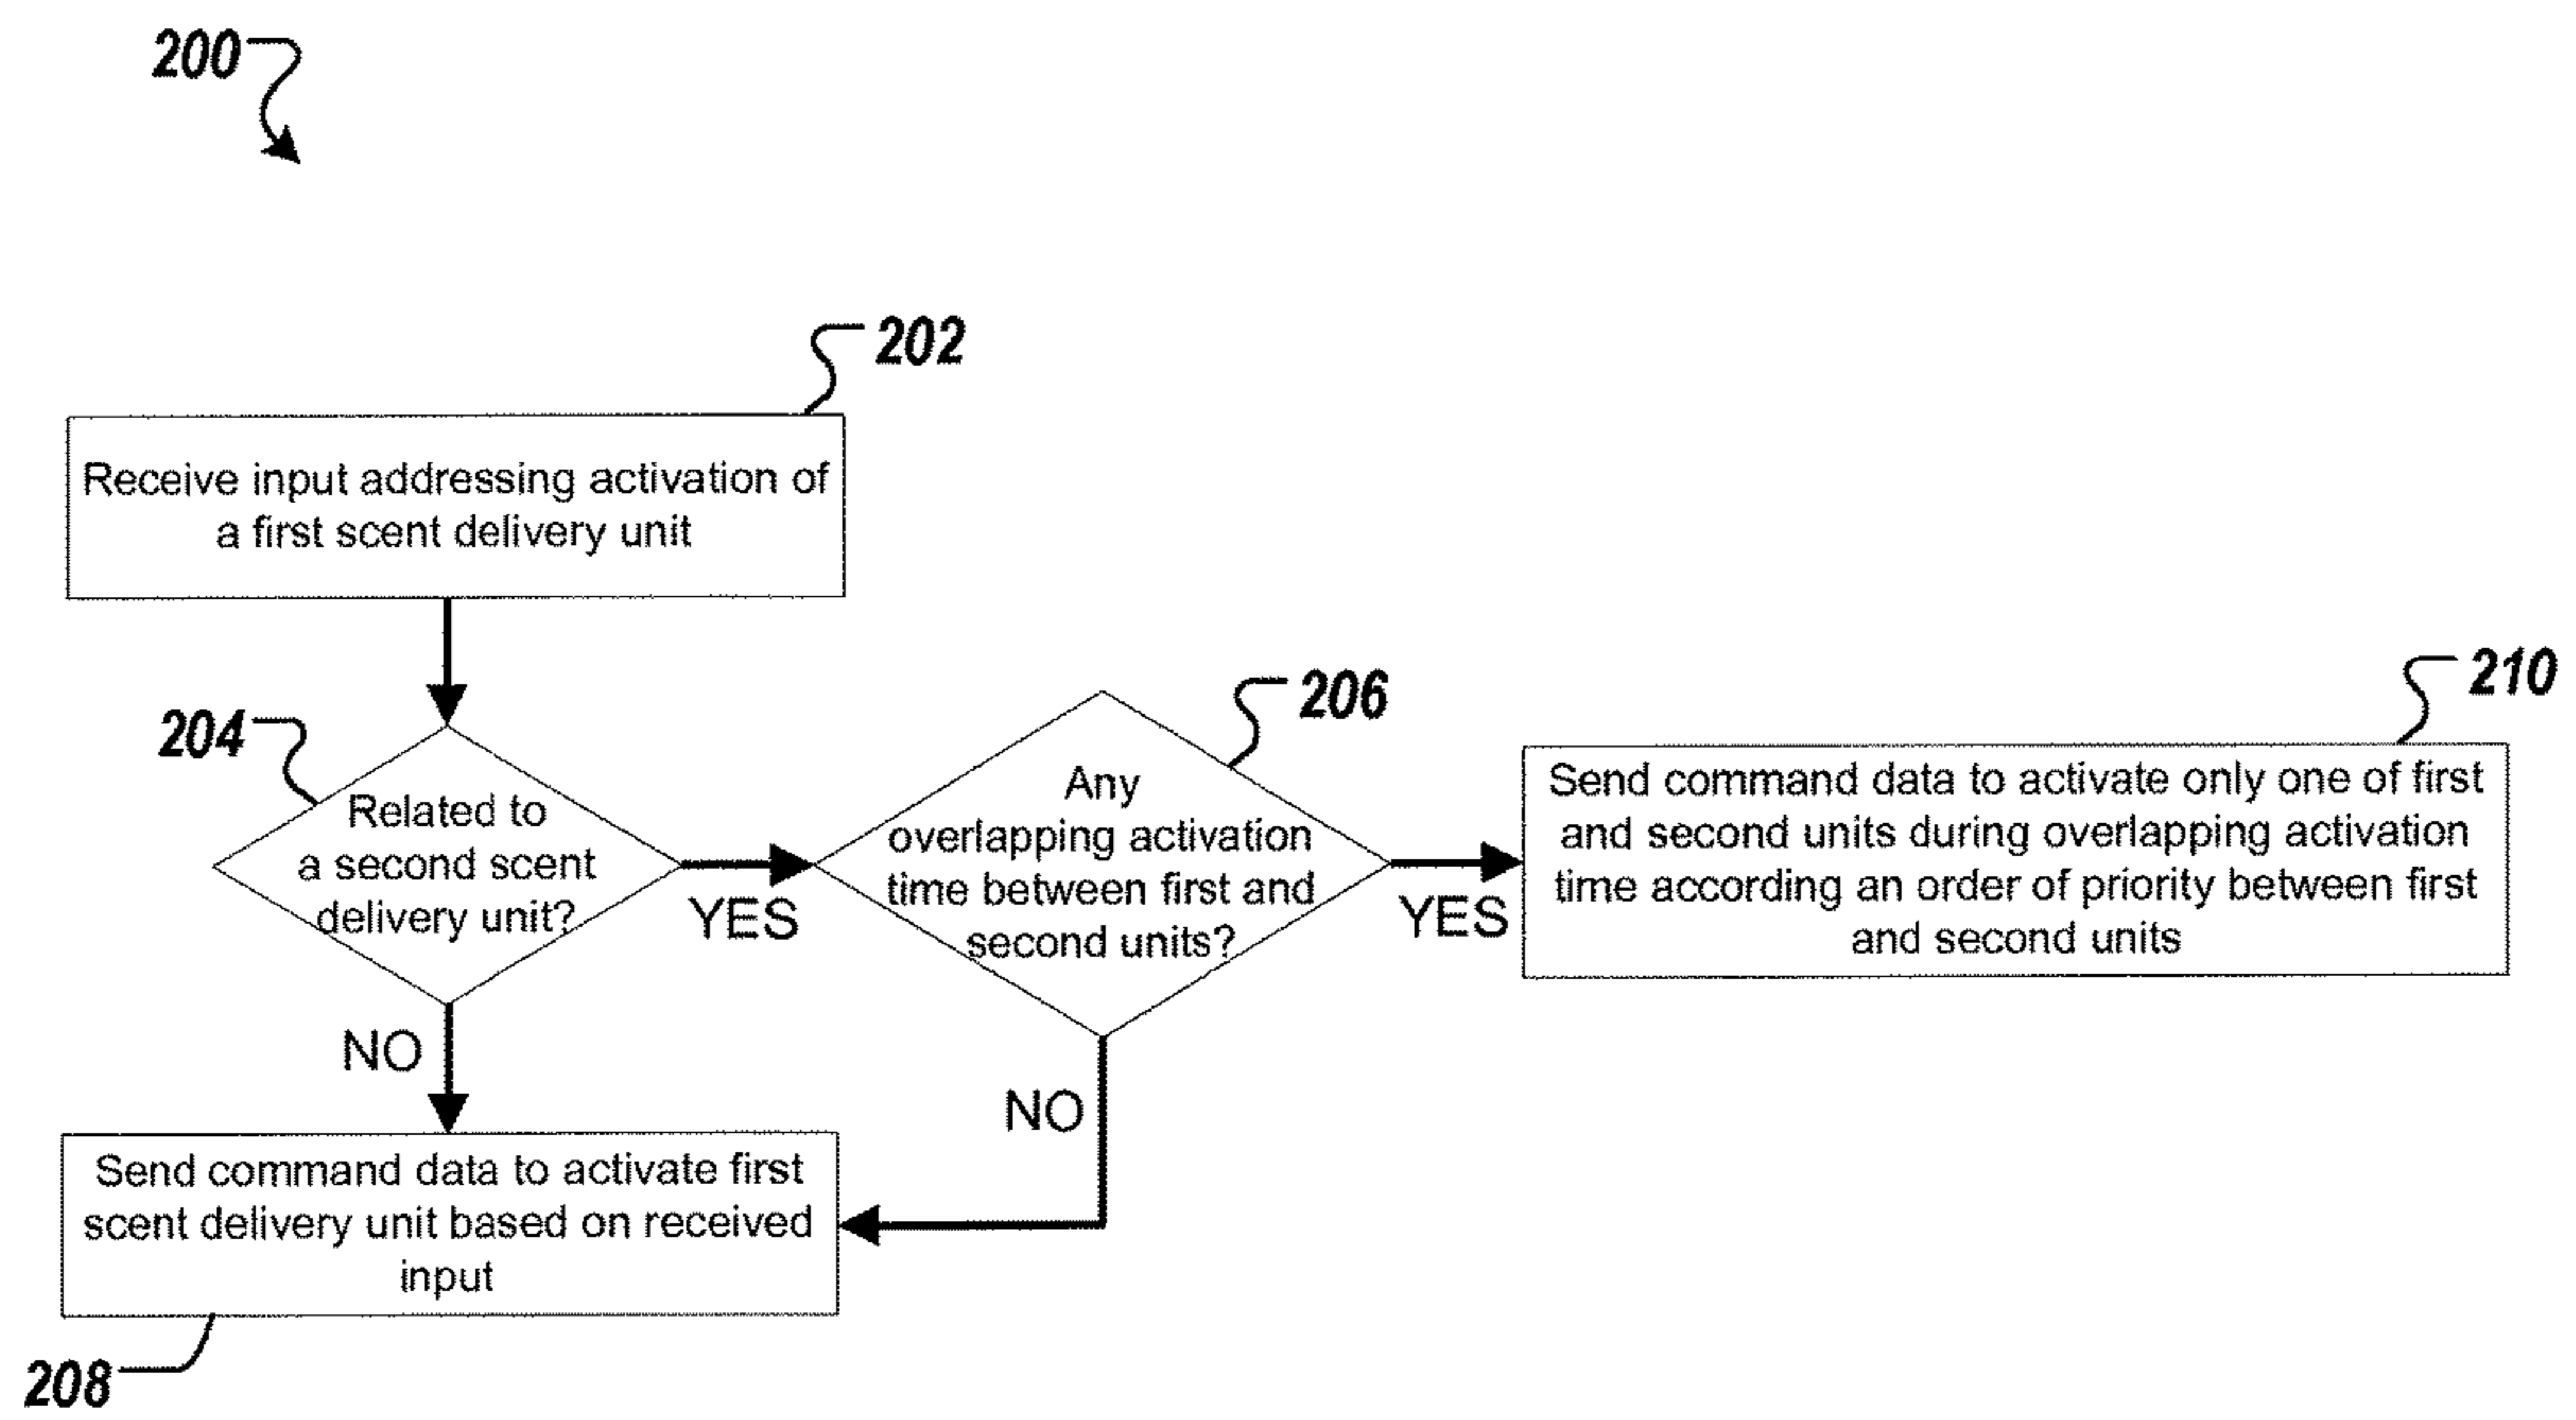 200
202
Receive input addressing activation of
a first scent delivery unit
204
Related to
a second scent
delivery unit?
YES
NO
206
Any
overlapping activation
time between first and
second units?
YES
NO
210
Send command data to activate only one of first
and second units during overlapping activation
time according an order of priority between first
and second units
Send command data to activate first
scent delivery unit based on received
input
208